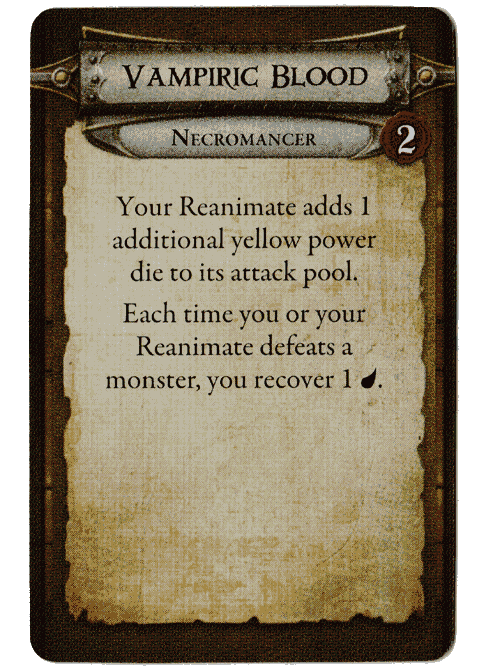 Vampiric Blood
Necromancer
2
Your Reanimate adds 1
additional yellow power
die to its attack pool.
Each time you or your
Reanimate defeats a
monster, you recover 1 .